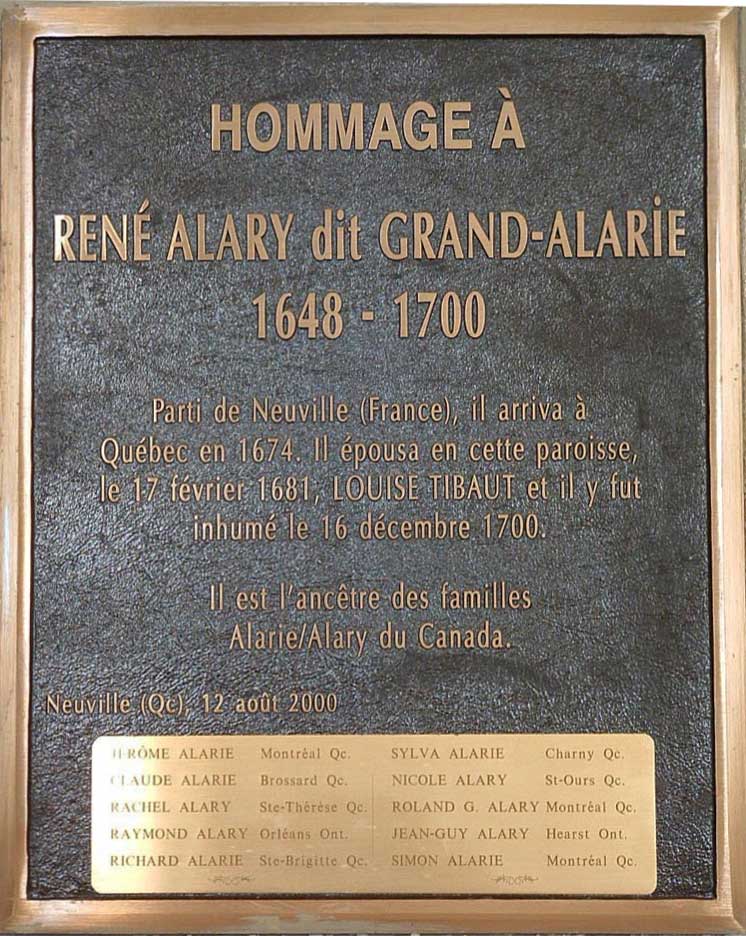 HOMMAGE À
RENÉ ALARY dit GRAND-ALARIE
1648 - 1700
Parti de Neuville (France), il arriva à
Québec en 1674. Il épousa en cette paroisse,
le 17 février 1681, LOUISE TIBAUT et il y fut
inhumé le 16 décembre 1700.
Il est l'ancêtre des familles
Alarie/Alary du Canada.
Neuville (Qc), 12 août 2000
JÉRÔME ALARIE Montréal Qc. SYLVA ALARIE Charny Qc.
CLAUDE ALARIE Brossard Qc. NICOLE ALARY St-Ours Qc.
RACHEL ALARY Ste-Thérèse Qc. ROLAND G. ALARY Montréal Qc.
RAYMOND ALARY Orléans Ont. JEAN-GUY ALARY Hearst Ont.
RICHARD ALARIE Ste-Brigitte Qc. SIMON ALARIE Montréal Qc.